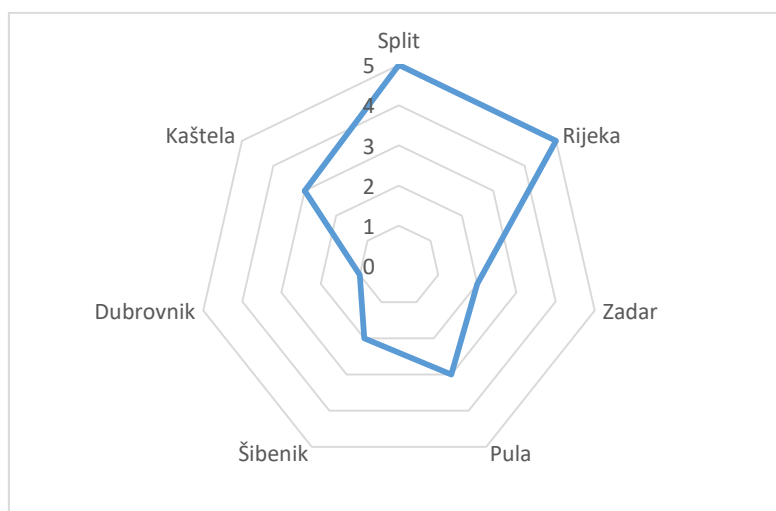 Split
5
4
3
2
1
0
Rijeka
Zadar
Pula
Šibenik
Dubrovnik
Kaštela